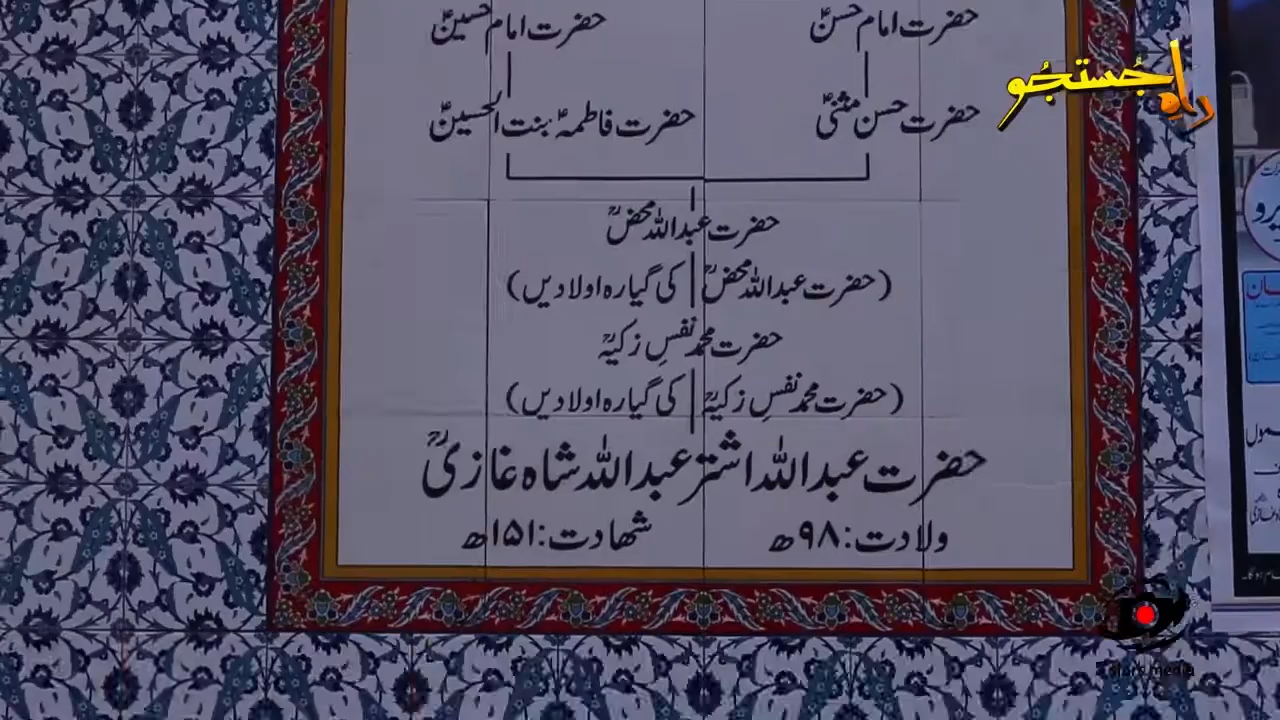 حضرت امام حسنؑ حضرت امام حسینؑ
راہِ جُستجُو
حضرت حسن مثنیٰؑ حضرت فاطمہؑ بنت الحسینؑ
حضرت عبداللہ محضؒ
(حضرت عبداللہ محضؒ کی گیارہ اولادیں)
حضرت محمد نفسِ زکیہؒ
(حضرت محمد نفسِ زکیہؒ کی گیارہ اولادیں)
حضرت عبداللہ اشتر عبداللہ شاہ غازیؒ
ولادت: ۹۸ھ شہادت: ۱۵۱ھ